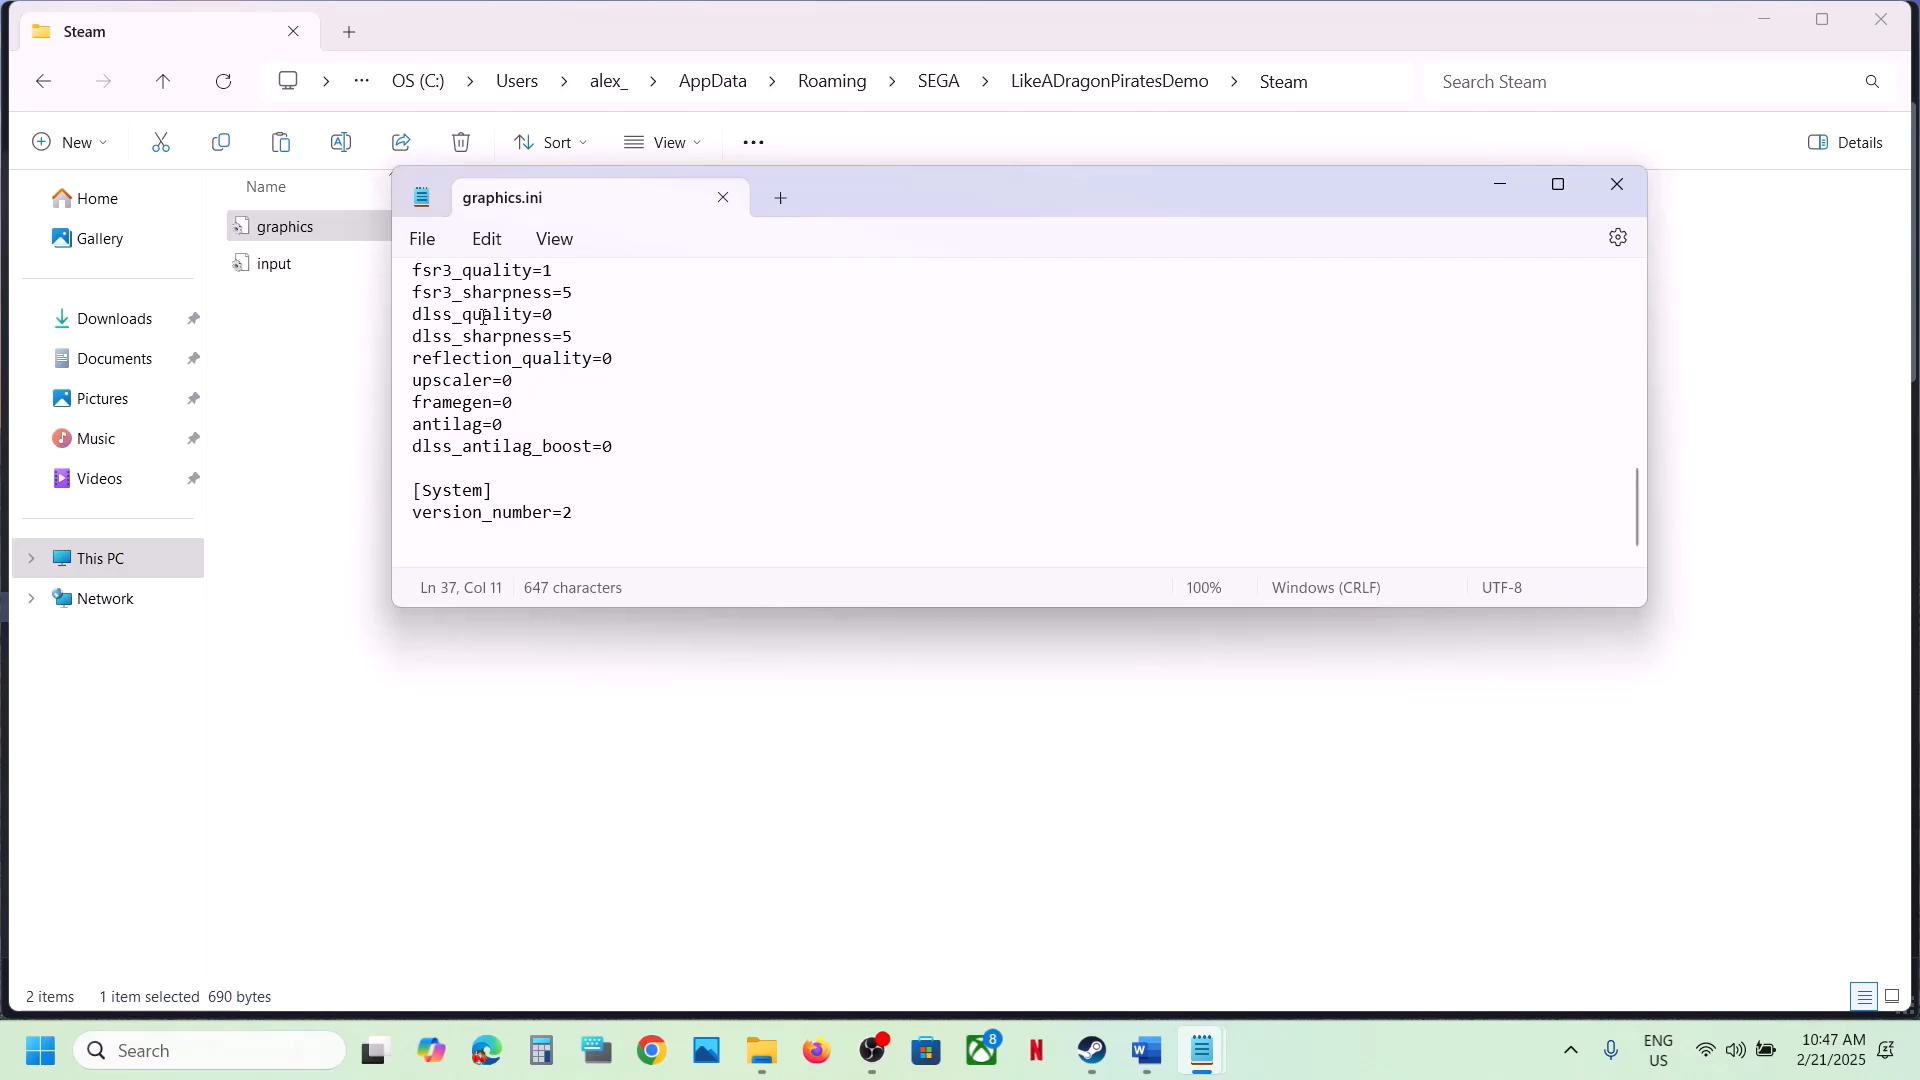 Steam
OS (C:) Users alex_ AppData Roaming SEGA LikeADragonPiratesDemo Steam
Search Steam
New
Sort
View
Details
Name
graphics
input
Home
Gallery
Downloads
Documents
Pictures
Music
Videos
This PC
Network
graphics.ini
File Edit View
fsr3_quality=1
fsr3_sharpness=5
dlss_quality=0
dlss_sharpness=5
reflection_quality=0
upscaler=0
framegen=0
antilag=0
dlss_antilag_boost=0
[System]
version_number=2
Ln 37, Col 11 647 characters 100% Windows (CRLF) UTF-8
2 items 1 item selected 690 bytes
Search
8
N
ENG
US
10:47 AM
2/21/2025